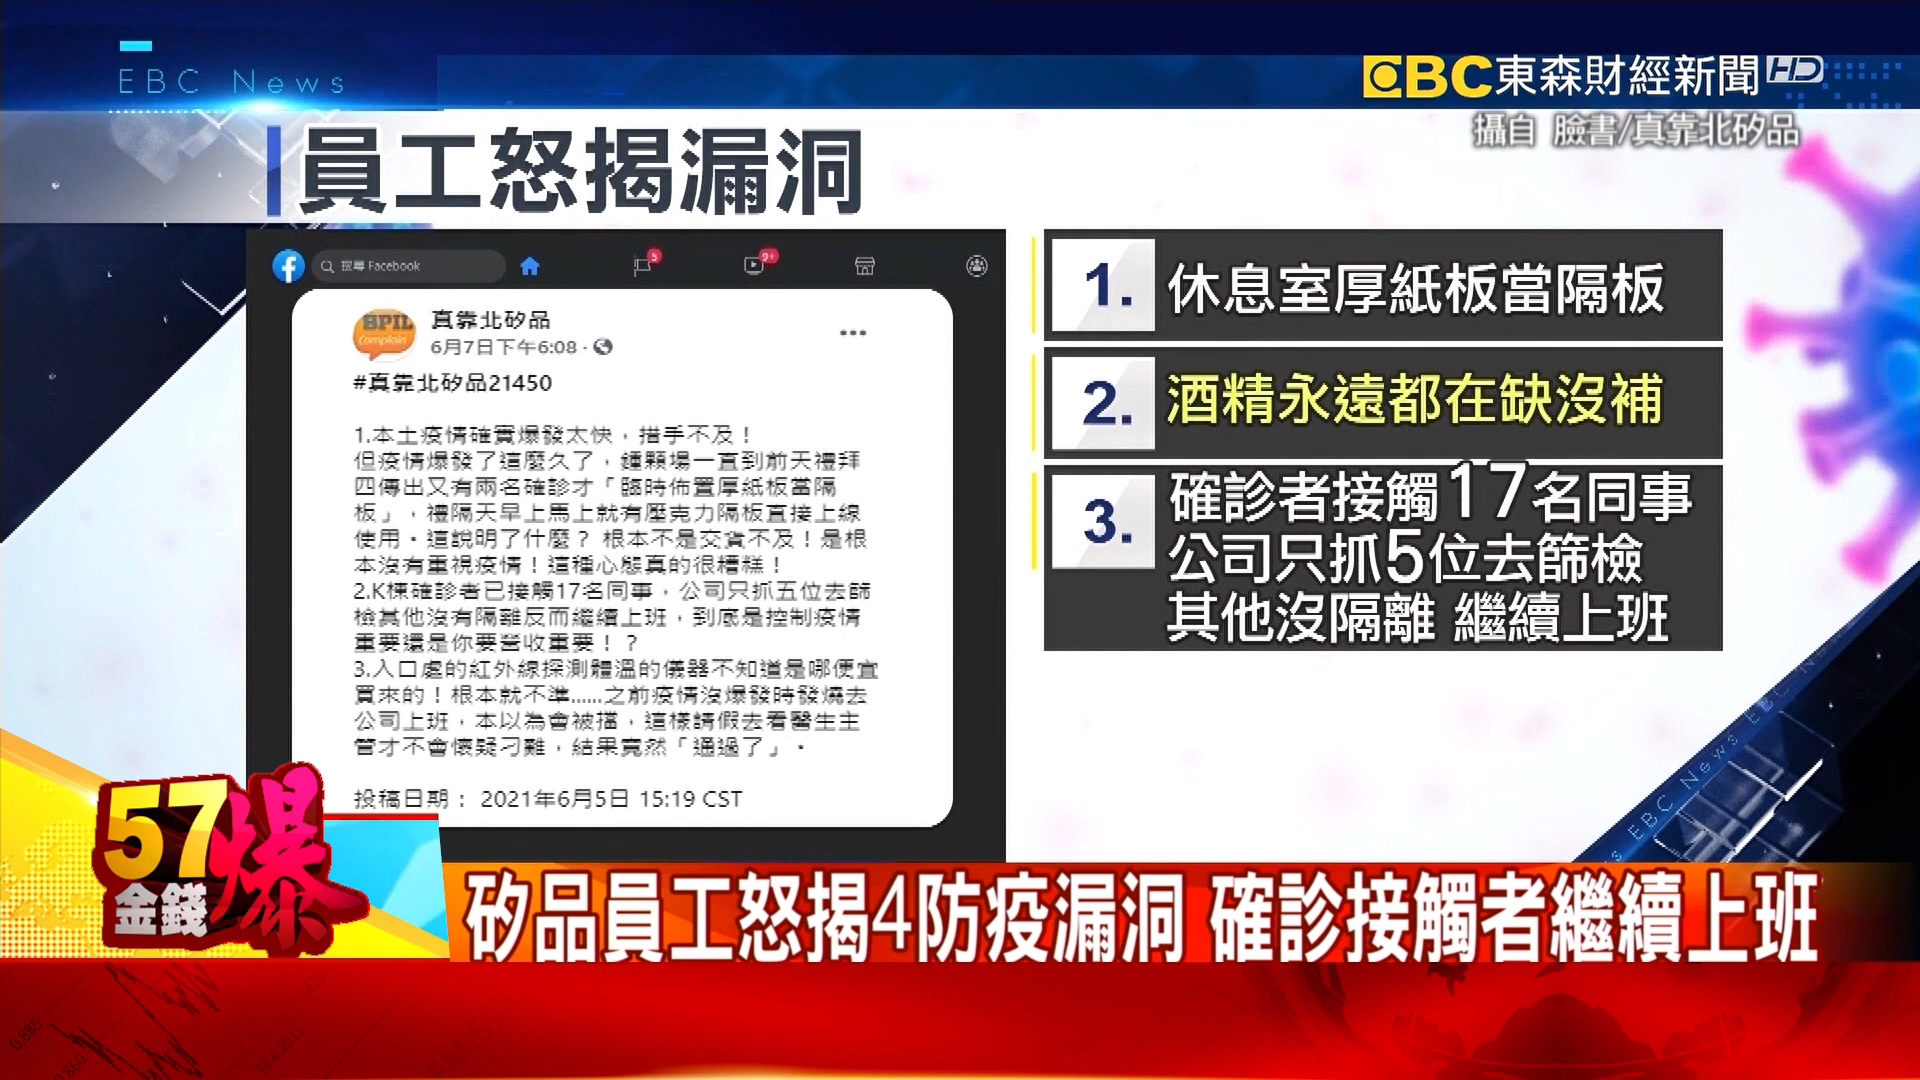 EBC News
EBC東森財經新聞HD
攝自 臉書/真靠北矽品
員工怒揭漏洞
搜尋 Facebook
5
9+
SPIL
Complain
真靠北矽品
6月7日下午6:08
#真靠北矽品21450
1.本土疫情確實爆發太快，措手不及！
但疫情爆發了這麼久了，鍾顆場一直到前天禮拜
四傳出又有兩名確診才「臨時佈置厚紙板當隔
板」，禮隔天早上馬上就有壓克力隔板直接上線
使用。這說明了什麼？ 根本不是交貨不及！是根
本沒有重視疫情！這種心態真的很糟糕！
2.K棟確診者已接觸17名同事，公司只抓五位去篩
檢其他沒有隔離反而繼續上班，到底是控制疫情
重要還是你要營收重要！？
3.入口處的紅外線探測體溫的儀器不知道是哪便宜
買來的！根本就不準......之前疫情沒爆發時發燒去
公司上班，本以為會被擋，這樣請假去看醫生主
管才不會懷疑刁難，結果竟然「通過了」。
投稿日期： 2021年6月5日 15:19 CST
1. 休息室厚紙板當隔板
2. 酒精永遠都在缺沒補
3. 確診者接觸17名同事
公司只抓5位去篩檢
其他沒隔離 繼續上班
EBC News
57
金錢
爆
矽品員工怒揭4防疫漏洞 確診接觸者繼續上班